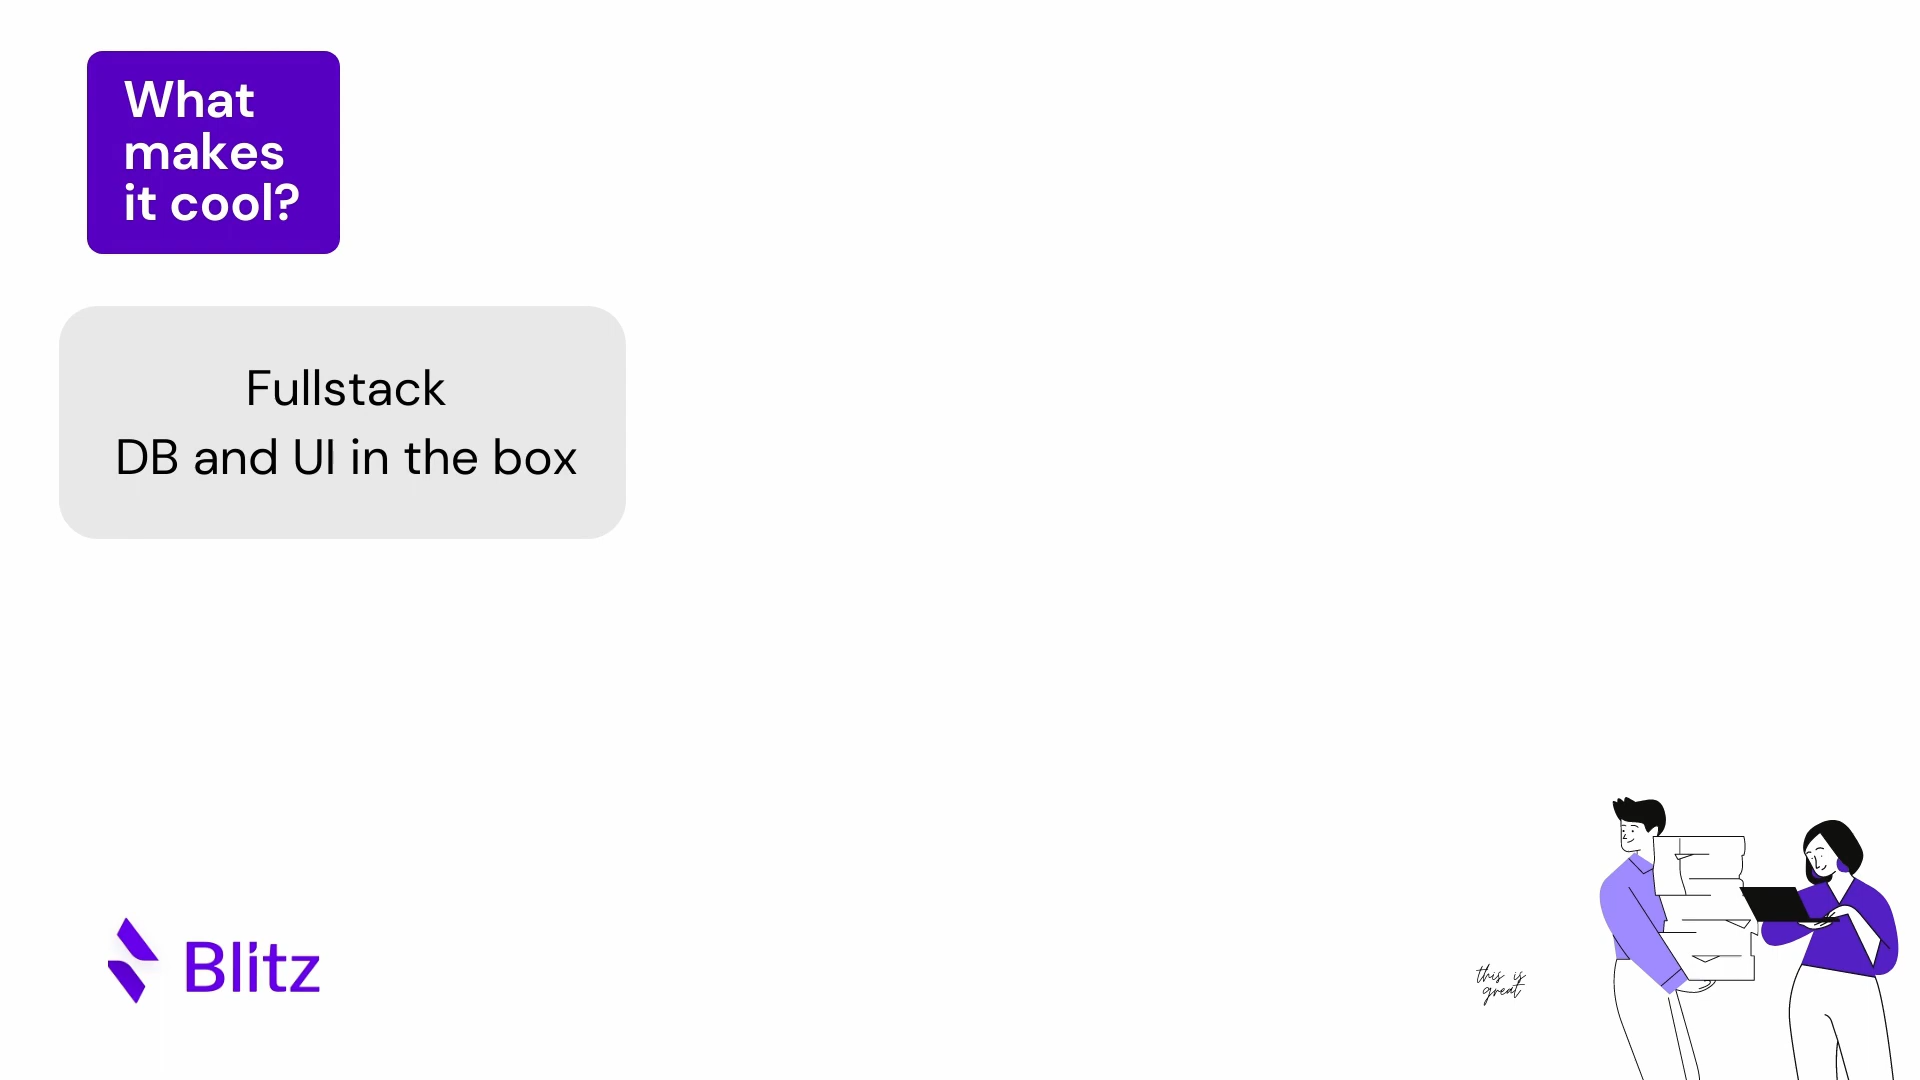 What
makes
it cool?
Fullstack
DB and UI in the box
Blitz
this is
great